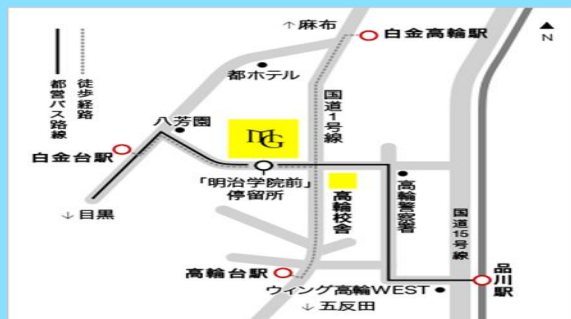 ↑麻布
白金高輪駅
N
都営バス路線
徒歩経路
都ホテル
国道1号線
八芳園
MG
白金台駅
「明治学院前」
停留所
高輪校舎
高輪警察署
国道15号線
↓目黒
高輪台駅
品川駅
ウィング高輪WEST
↓五反田